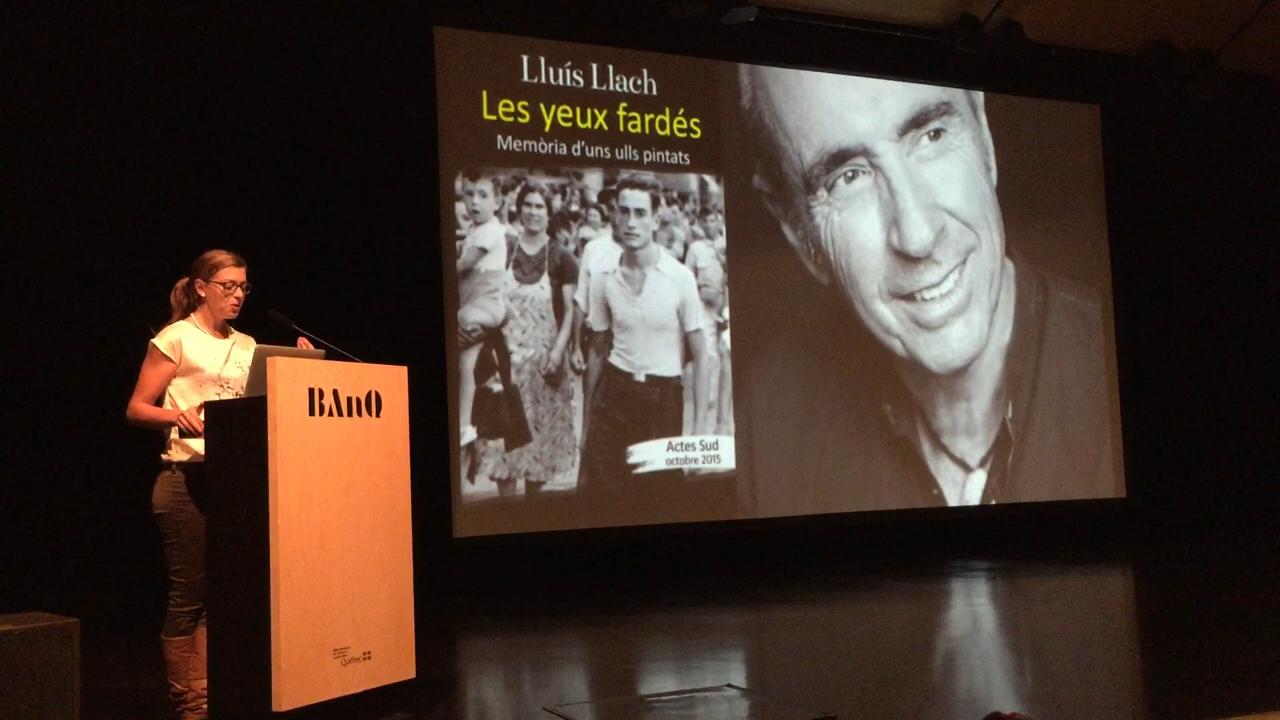 Lluís Llach
Les yeux fardés
Memòria d'uns ulls pintats
Actes Sud
octobre 2015
BAnQ
Québec